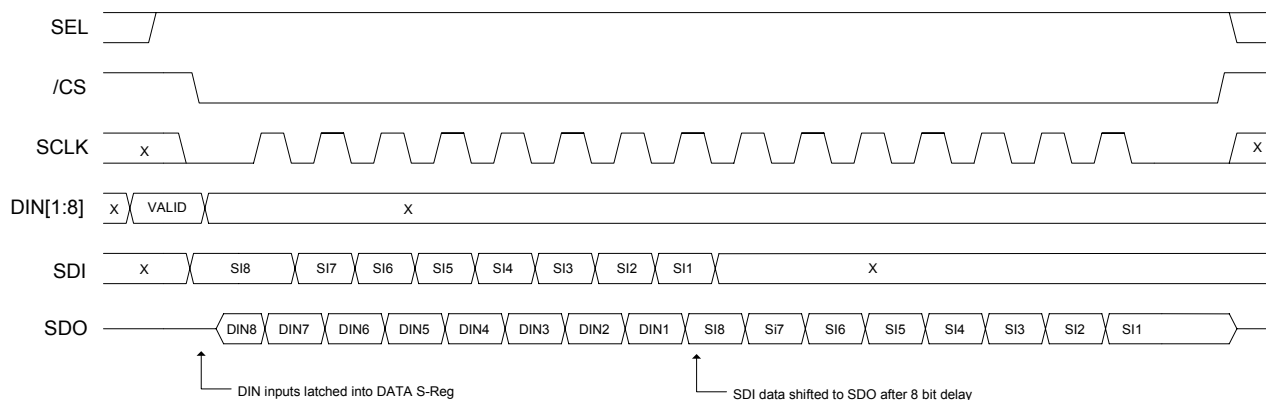 SEL
/CS
SCLK X X
DIN[1:8] X VALID X
SDI X SI8 SI7 SI6 SI5 SI4 SI3 SI2 SI1 X
SDO DIN8 DIN7 DIN6 DIN5 DIN4 DIN3 DIN2 DIN1 SI8 Si7 SI6 SI5 SI4 SI3 SI2 SI1
DIN inputs latched into DATA S-Reg SDI data shifted to SDO after 8 bit delay